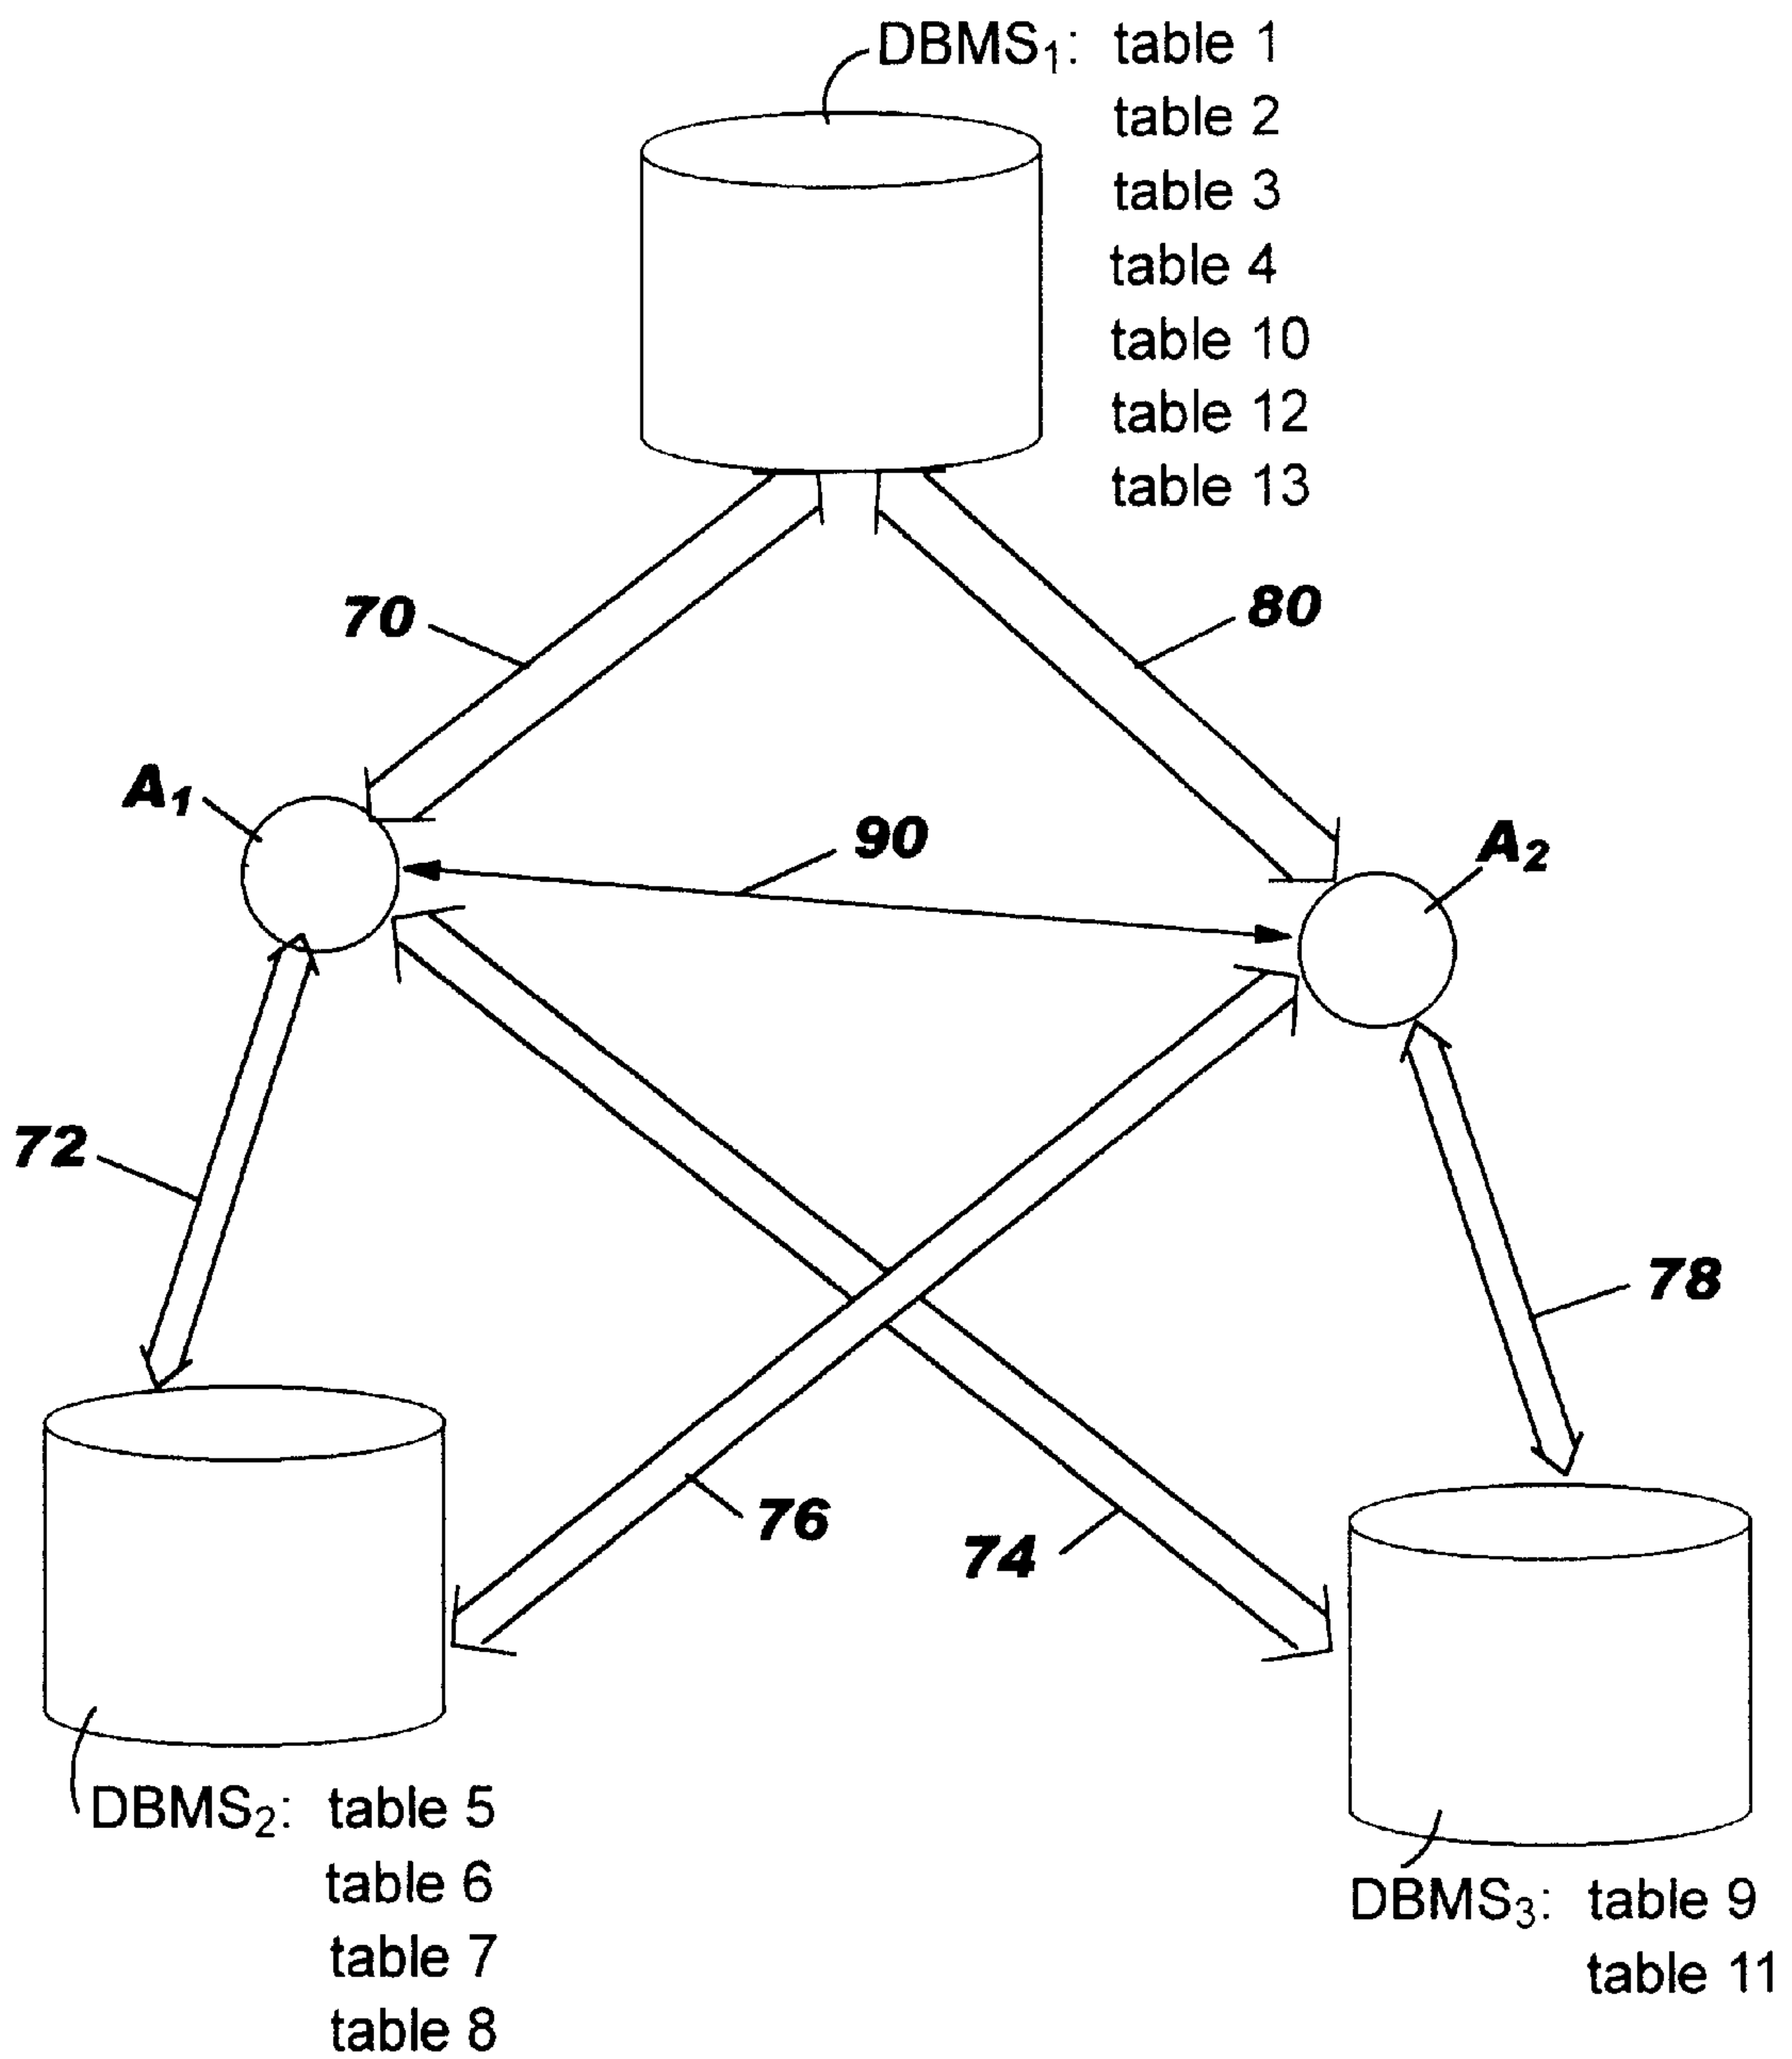 DBMS₁: table 1
table 2
table 3
table 4
table 10
table 12
table 13
70
80
A₁
90
A₂
72
78
76
74
DBMS₂: table 5
table 6
table 7
table 8
DBMS₃: table 9
table 11